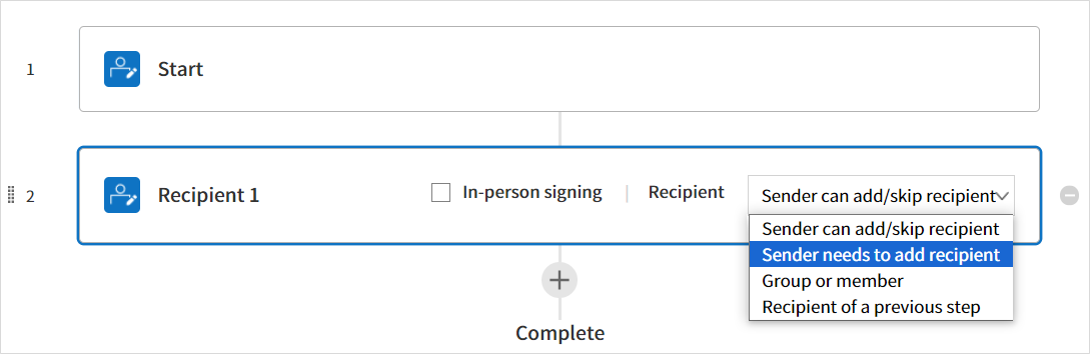 1
Start
2
Recipient 1
In-person signing
Recipient
Sender can add/skip recipient
Sender can add/skip recipient
Sender needs to add recipient
Group or member
Recipient of a previous step
Complete